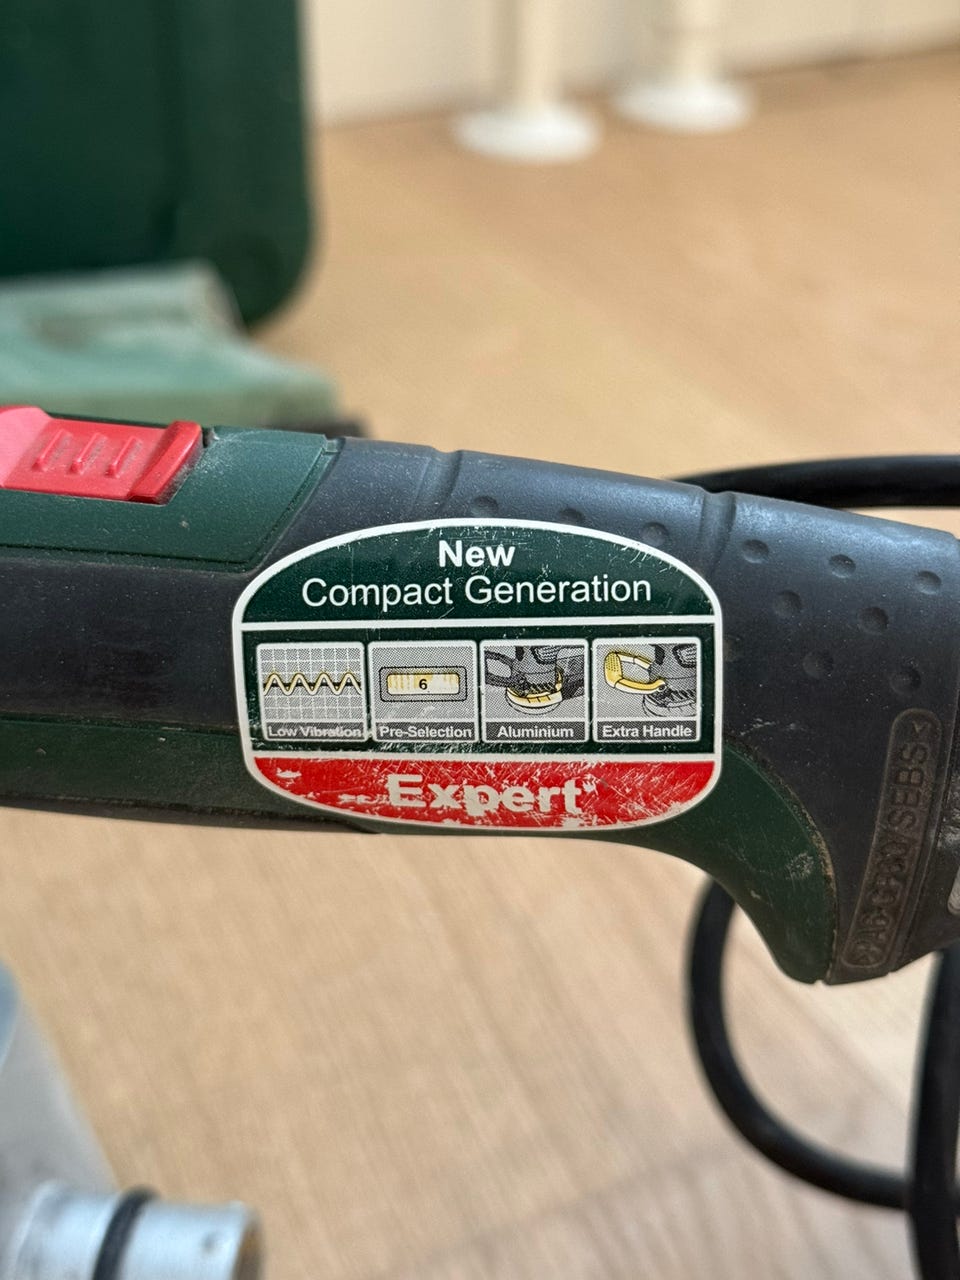 New
Compact Generation
6
Low Vibration
Pre-Selection
Aluminium
Extra Handle
Expert